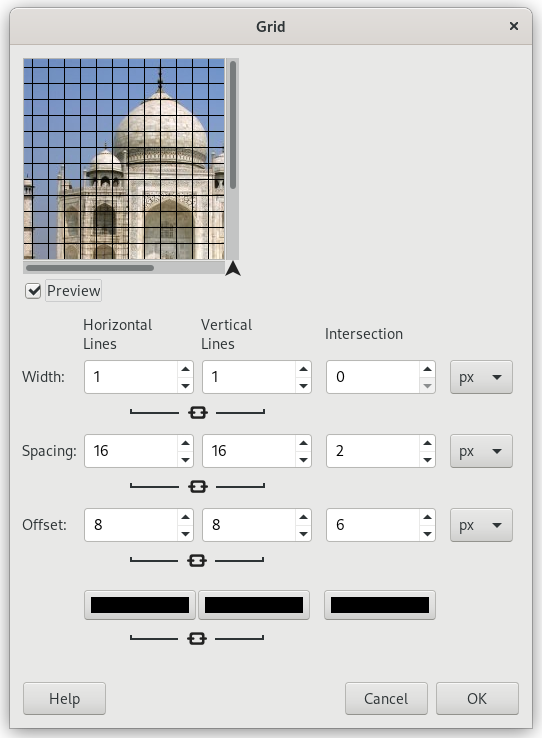 Grid
Preview
Horizontal Lines
Vertical Lines
Intersection
Width: 1 1 0 px
Spacing: 16 16 2 px
Offset: 8 8 6 px
Help Cancel OK